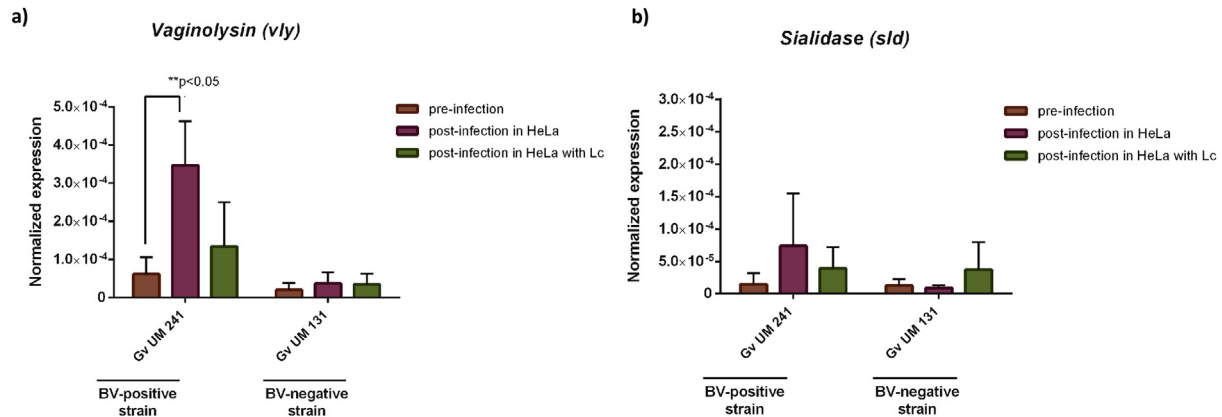 a)
Vaginolysin (vly)
**p<0.05
5.0×10⁻⁴
4.0×10⁻⁴
3.0×10⁻⁴
2.0×10⁻⁴
1.0×10⁻⁴
0
Normalized expression
pre-infection
post-infection in HeLa
post-infection in HeLa with Lc
Gv UM 241
Gv UM 131
BV-positive
strain
BV-negative
strain
b)
Sialidase (sld)
3.0×10⁻⁴
2.5×10⁻⁴
2.0×10⁻⁴
1.5×10⁻⁴
1.0×10⁻⁴
5.0×10⁻⁵
0
Normalized expression
pre-infection
post-infection in HeLa
post-infection in HeLa with Lc
Gv UM 241
Gv UM 131
BV-positive
strain
BV-negative
strain